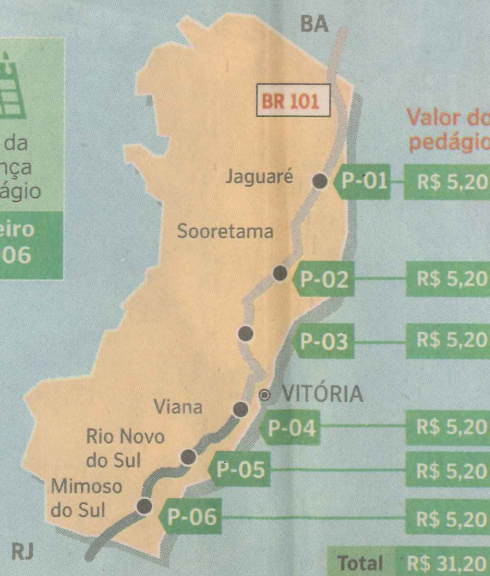 BA
BR 101
Valor do
pedágio
da
nça
ágio
eiro
06
Jaguaré
P-01
R$ 5,20
Sooretama
P-02
R$ 5,20
P-03
R$ 5,20
VITÓRIA
Viana
P-04
R$ 5,20
Rio Novo
do Sul
P-05
R$ 5,20
Mimoso
do Sul
P-06
R$ 5,20
RJ
Total R$ 31,20